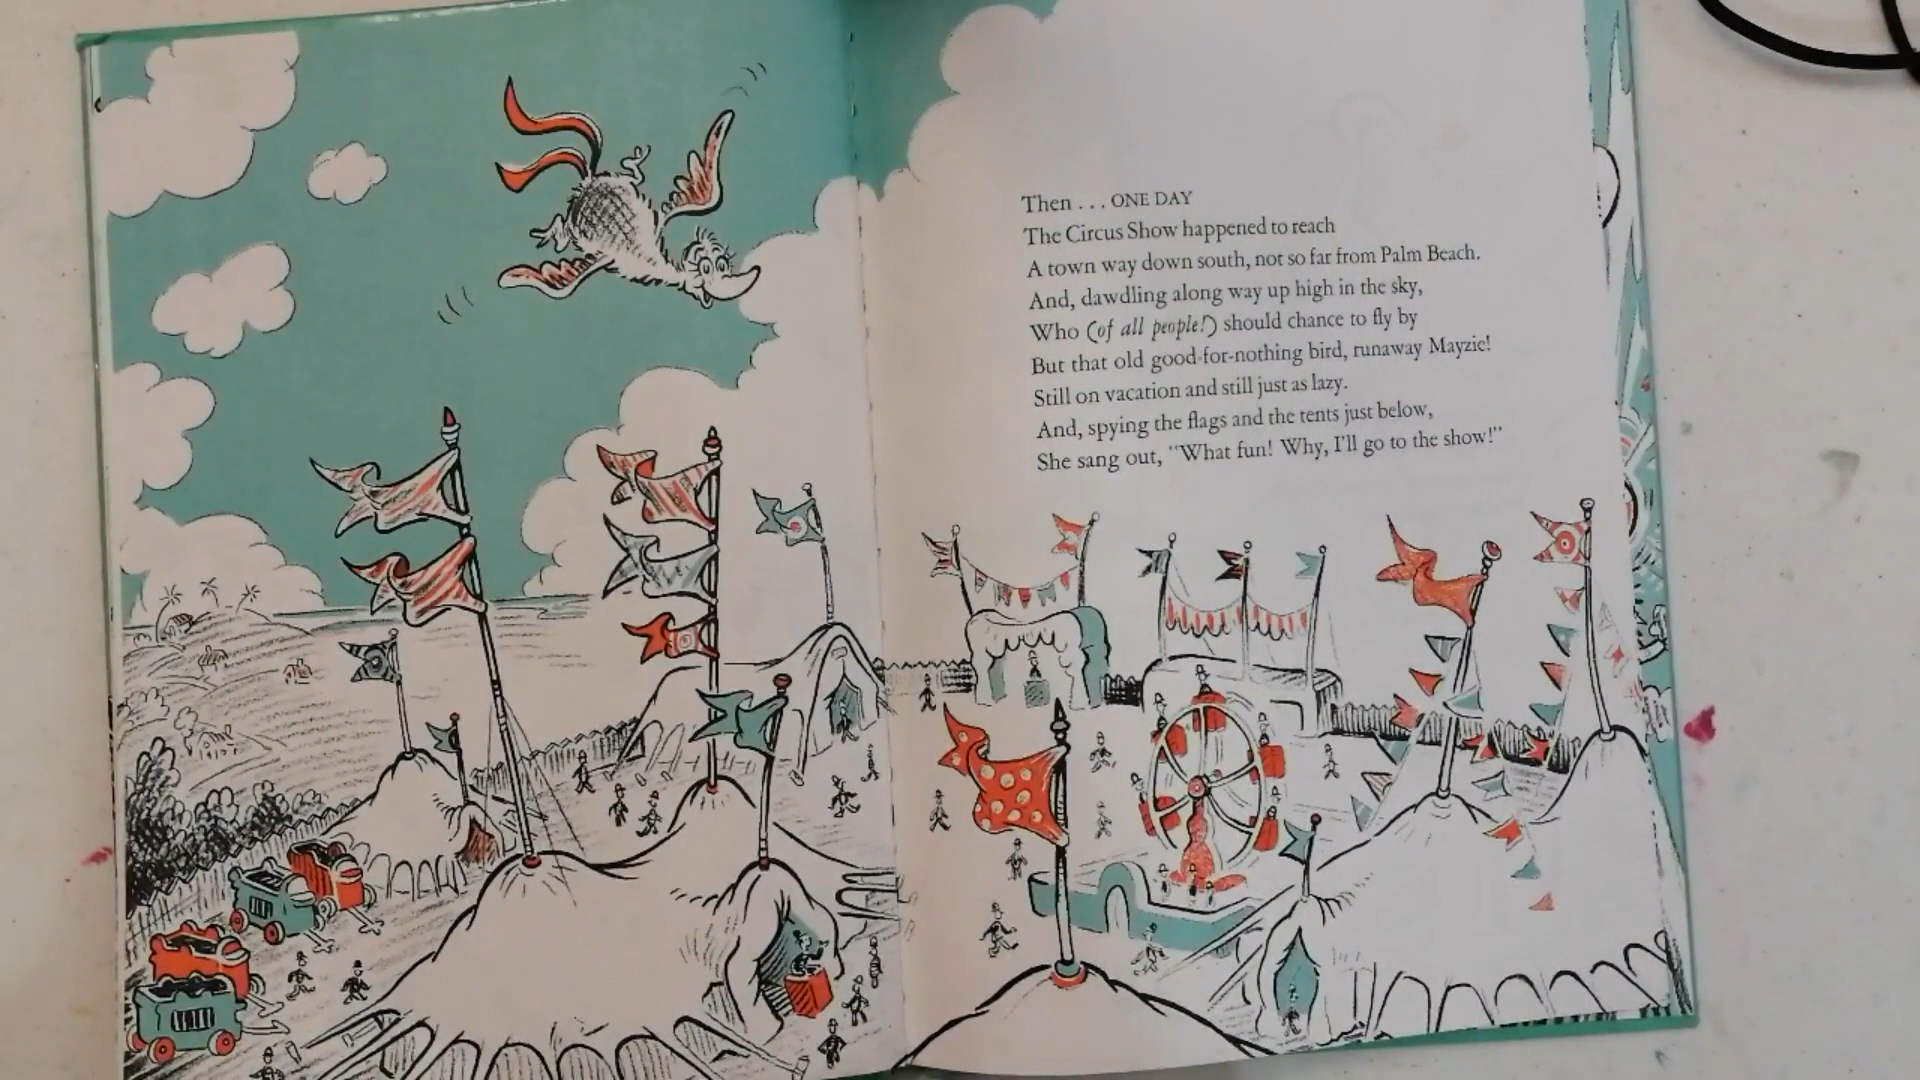 Then . . . ONE DAY
The Circus Show happened to reach
A town way down south, not so far from Palm Beach.
And, dawdling along way up high in the sky,
Who (of all people!) should chance to fly by
But that old good-for-nothing bird, runaway Mayzie!
Still on vacation and still just as lazy.
And, spying the flags and the tents just below,
She sang out, "What fun! Why, I'll go to the show!"